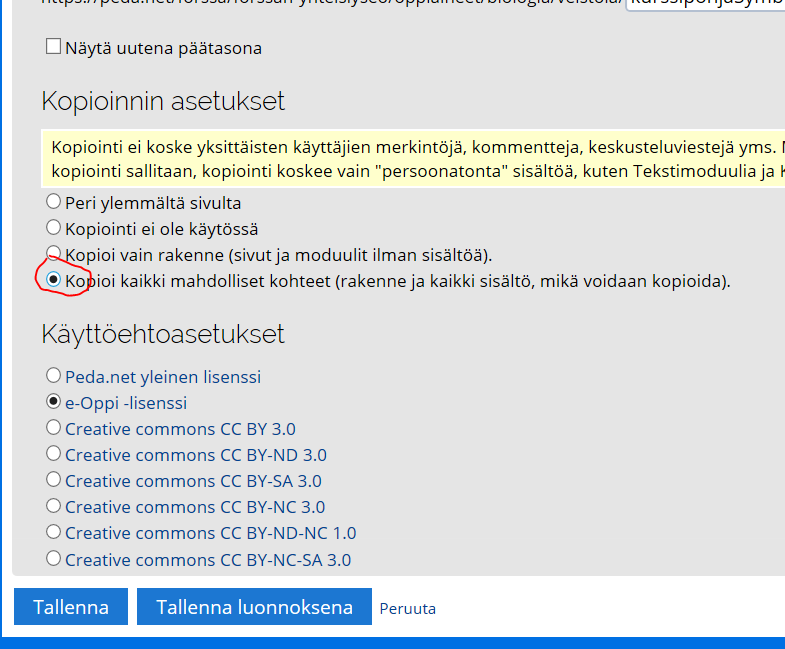 https://peda.net/forssa/forssan-yhteislyseo/oppiaineet/biologia/veistola/
Näytä uutena päätasona
Kopioinnin asetukset
Kopiointi ei koske yksittäisten käyttäjien merkintöjä, kommentteja, keskusteluviestejä yms.
kopiointi sallitaan, kopiointi koskee vain "persoonatonta" sisältöä, kuten Tekstimoduulia ja
Peri ylemmältä sivulta
Kopiointi ei ole käytössä
Kopioi vain rakenne (sivut ja moduulit ilman sisältöä).
Kopioi kaikki mahdolliset kohteet (rakenne ja kaikki sisältö, mikä voidaan kopioida).
Käyttöehtoasetukset
Peda.net yleinen lisenssi
e-Oppi -lisenssi
Creative commons CC BY 3.0
Creative commons CC BY-ND 3.0
Creative commons CC BY-SA 3.0
Creative commons CC BY-NC 3.0
Creative commons CC BY-ND-NC 1.0
Creative commons CC BY-NC-SA 3.0
Tallenna Tallenna luonnoksena Peruuta